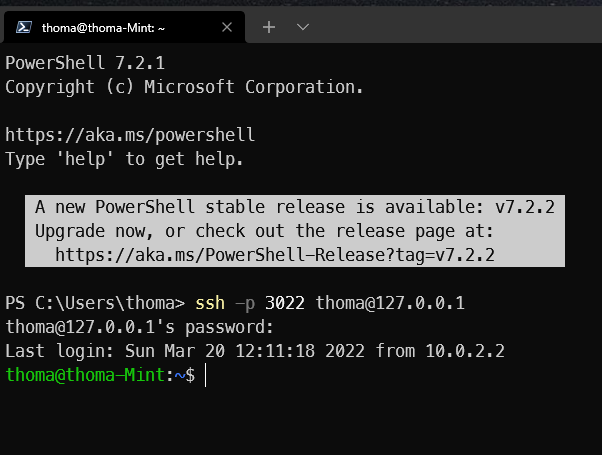 thoma@thoma-Mint: ~
PowerShell 7.2.1
Copyright (c) Microsoft Corporation.
https://aka.ms/powershell
Type 'help' to get help.
A new PowerShell stable release is available: v7.2.2
Upgrade now, or check out the release page at:
https://aka.ms/PowerShell-Release?tag=v7.2.2
PS C:\Users\thoma> ssh -p 3022 thoma@127.0.0.1
thoma@127.0.0.1's password:
Last login: Sun Mar 20 12:11:18 2022 from 10.0.2.2
thoma@thoma-Mint:~$